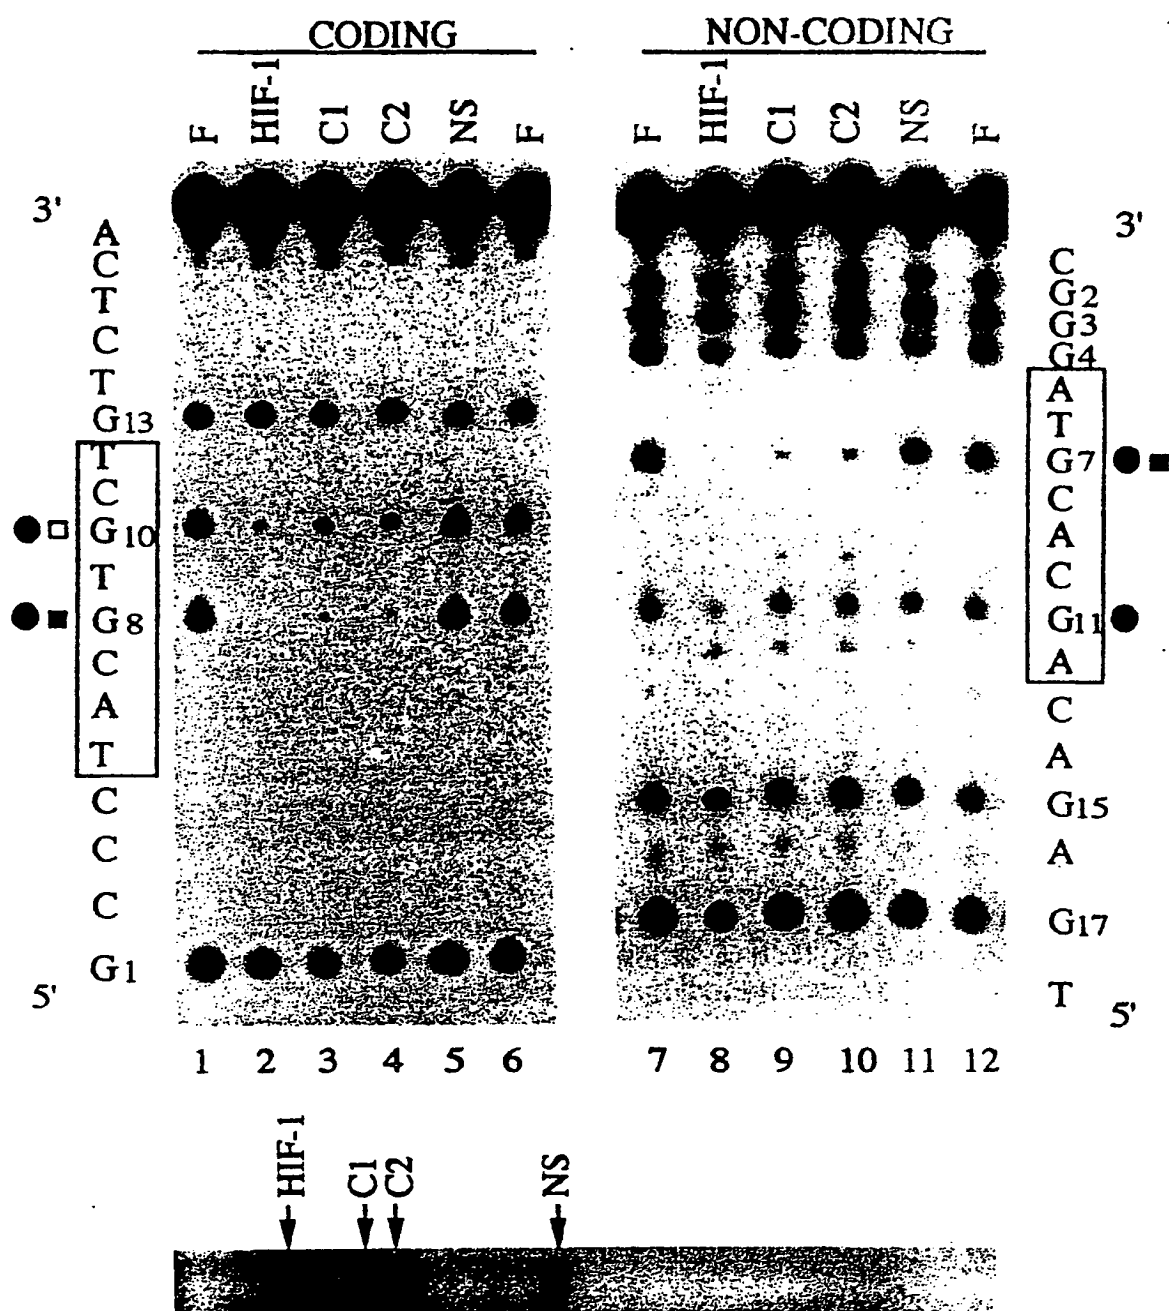 CODING
NON-CODING
F HIF-1 C1 C2 NS F
F HIF-1 C1 C2 NS F
3'
A
C
T
C
T
G13
T
C
G10
T
G8
C
A
T
C
C
C
G1
5'
3'
C
G2
G3
G4
A
T
G7
C
A
C
G11
A
C
A
G15
A
G17
T
5'
1 2 3 4 5 6
7 8 9 10 11 12
HIF-1 C1 C2 NS